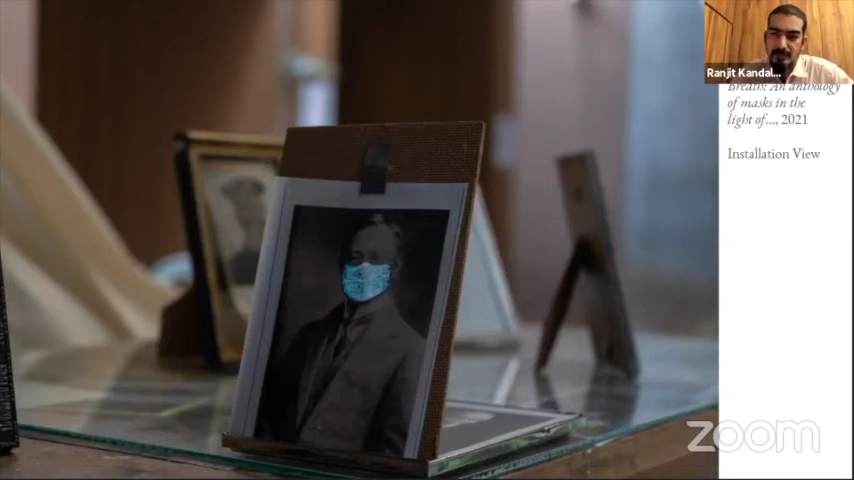 Ranjit Kandal...
Breath: An anthology
of masks in the
light of..., 2021
Installation View
zoom